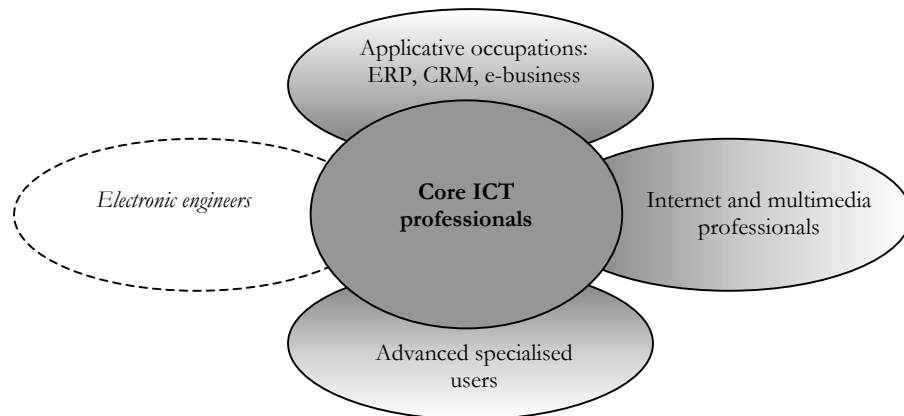 Applicative occupations:
ERP, CRM, e-business
Electronic engineers
Core ICT
professionals
Internet and multimedia
professionals
Advanced specialised
users